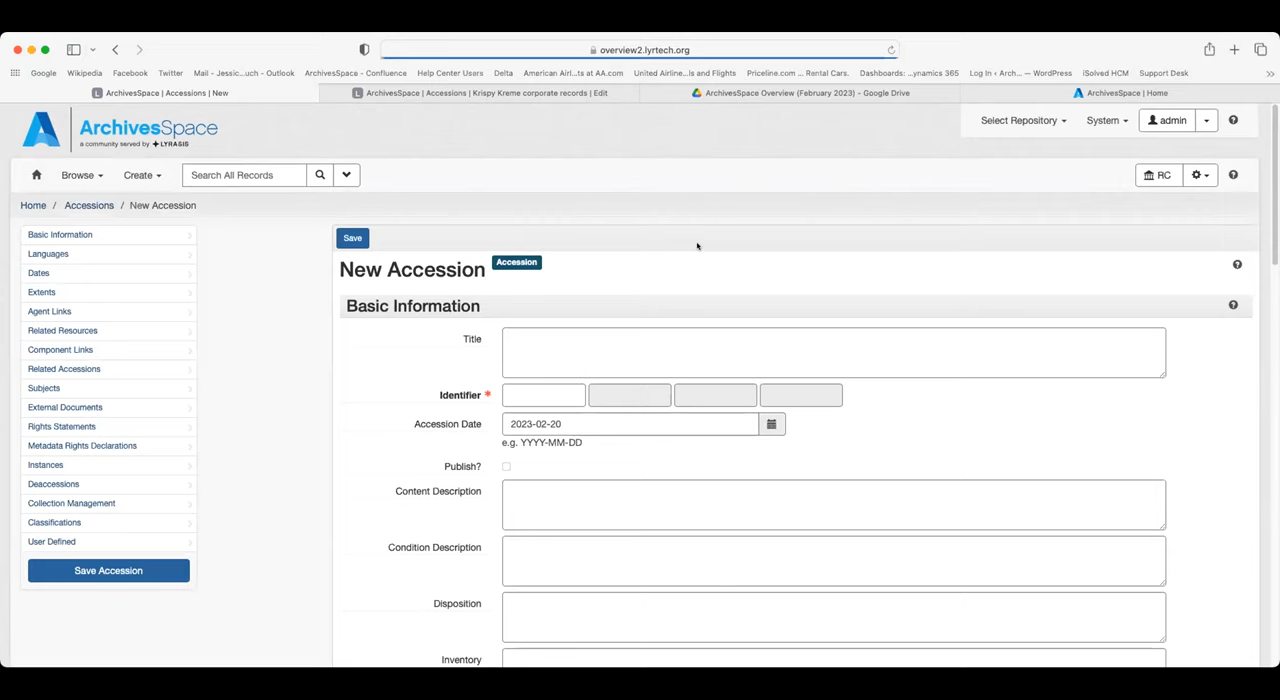 overview2.lyrtech.org
Google Wikipedia Facebook Twitter Mail - Jessic...uch - Outlook ArchivesSpace - Confluence Help Center Users Delta American Airl...ts at AA.com United Airline...ls and Flights Priceline.com ... Rental Cars. Dashboards: ...ynamics 365 Log In ‹ Arch... — WordPress iSolved HCM Support Desk
ArchivesSpace | Accessions | New
ArchivesSpace | Accessions | Krispy Kreme corporate records | Edit
ArchivesSpace Overview (February 2023) - Google Drive
ArchivesSpace | Home
ArchivesSpace
a community served by LYRASIS
Select Repository System admin
Browse Create Search All Records RC
Home / Accessions / New Accession
Basic Information
Languages
Dates
Extents
Agent Links
Related Resources
Component Links
Related Accessions
Subjects
External Documents
Rights Statements
Metadata Rights Declarations
Instances
Deaccessions
Collection Management
Classifications
User Defined
Save Accession
Save
New Accession Accession
Basic Information
Title
Identifier *
Accession Date 2023-02-20
e.g. YYYY-MM-DD
Publish?
Content Description
Condition Description
Disposition
Inventory